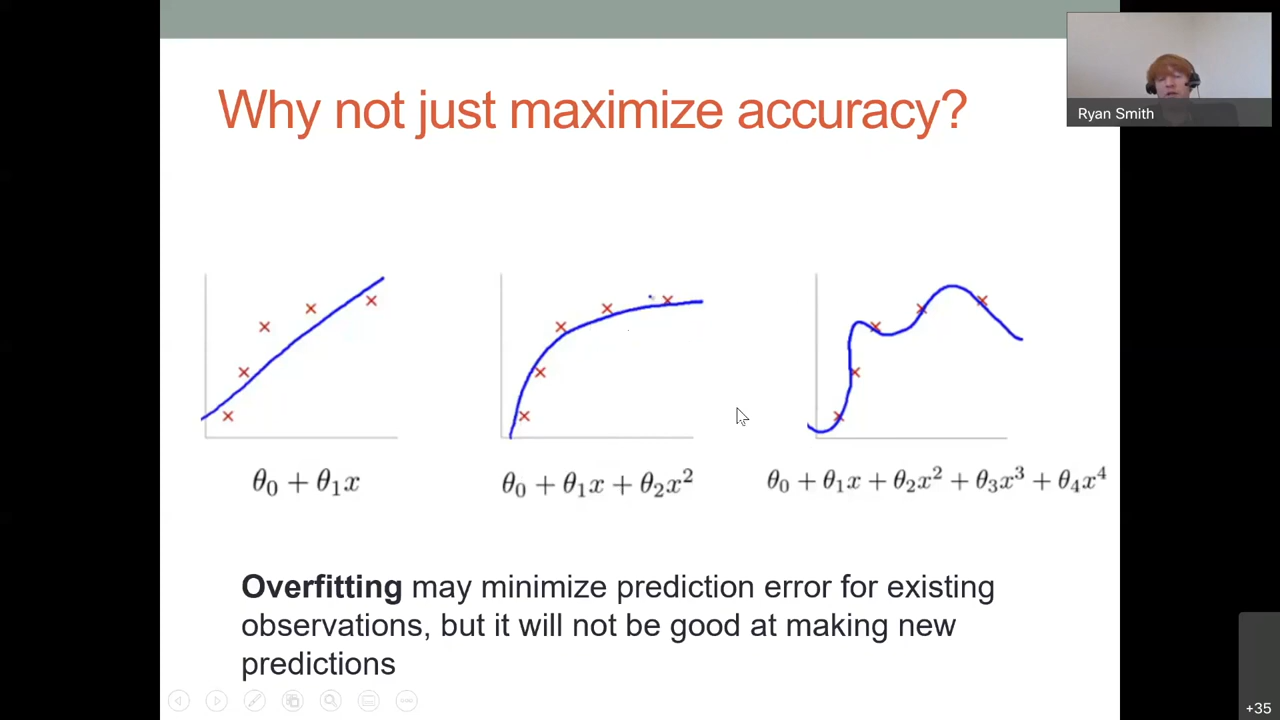 Why not just maximize accuracy?
Ryan Smith
θ₀ + θ₁x
θ₀ + θ₁x + θ₂x²
θ₀ + θ₁x + θ₂x² + θ₃x³ + θ₄x⁴
Overfitting may minimize prediction error for existing
observations, but it will not be good at making new
predictions
+35